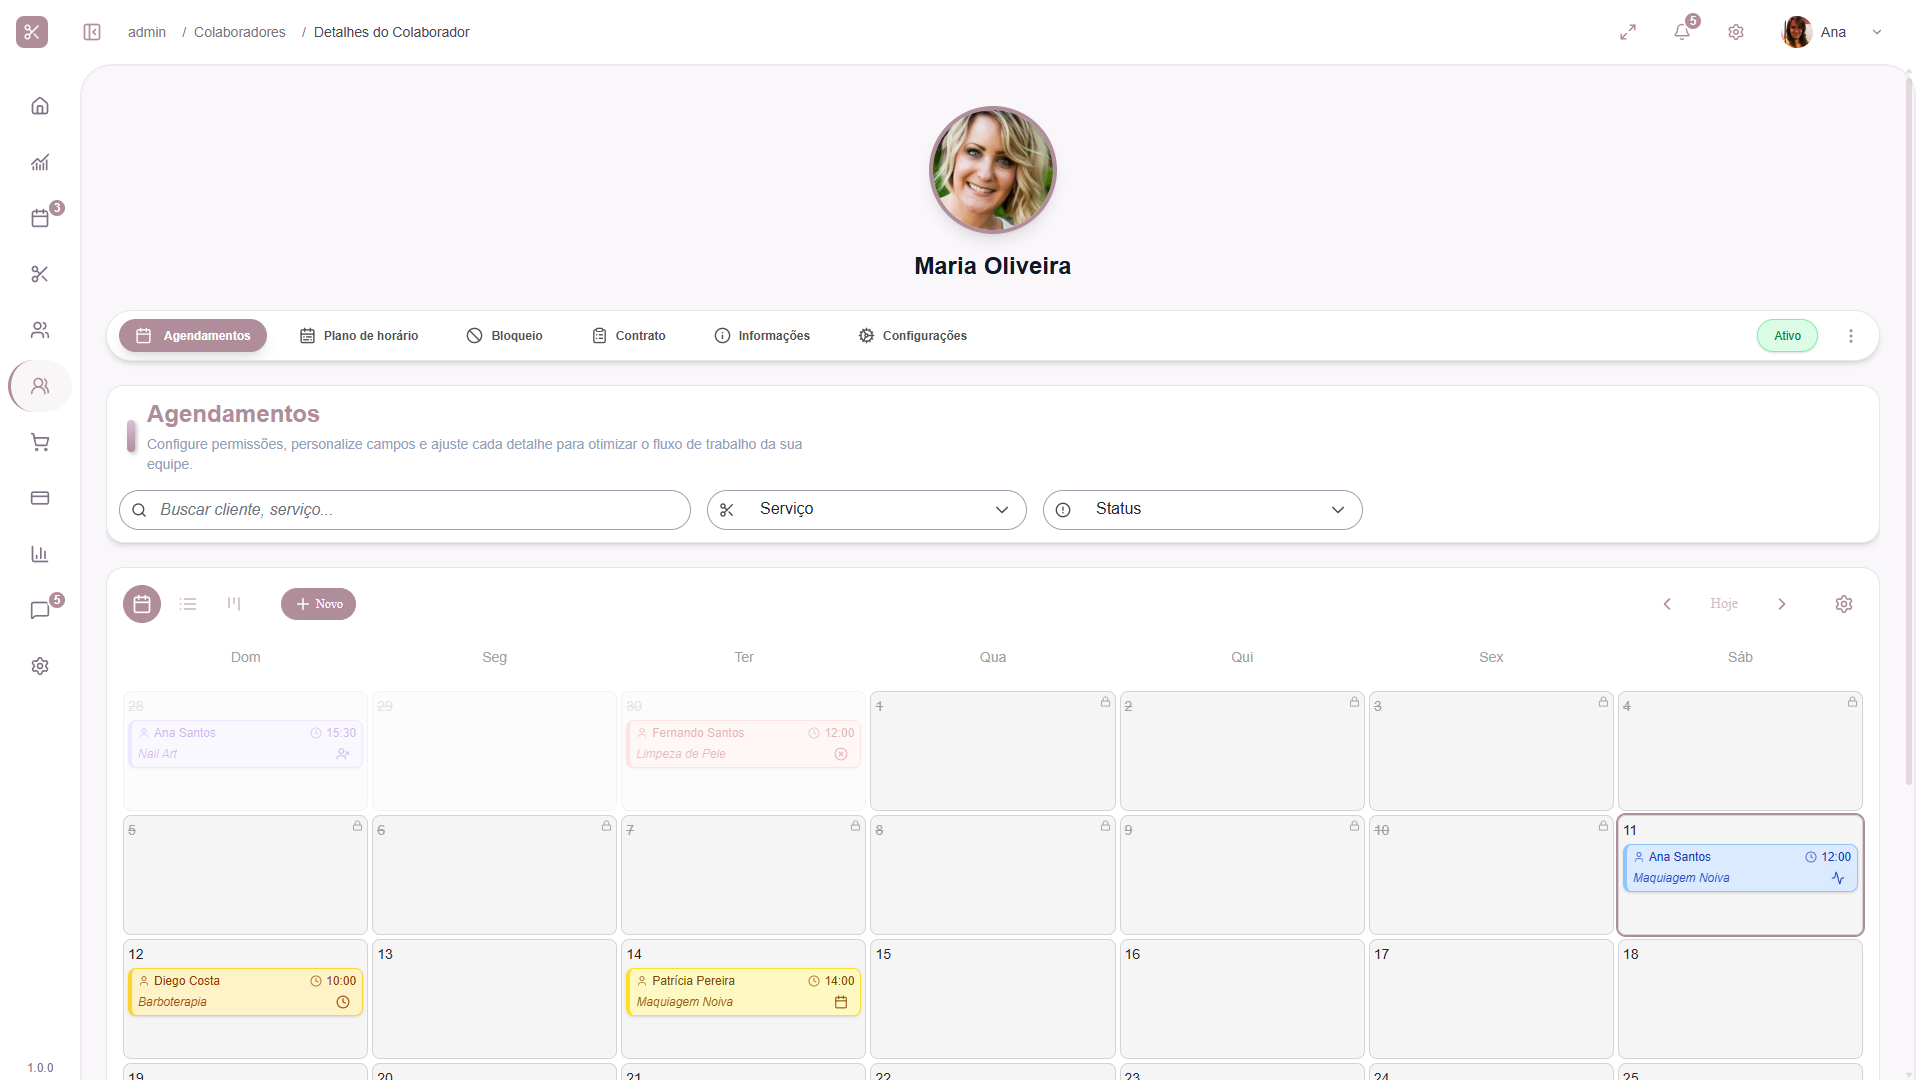 admin / Colaboradores / Detalhes do Colaborador
5
Ana
3
5
1.0.0
Maria Oliveira
Agendamentos
Plano de horário
Bloqueio
Contrato
Informações
Configurações
Ativo
Agendamentos
Configure permissões, personalize campos e ajuste cada detalhe para otimizar o fluxo de trabalho da sua
equipe.
Buscar cliente, serviço...
Serviço
Status
+ Novo
Hoje
Dom Seg Ter Qua Qui Sex Sáb
28 29 30 1 2 3 4
Ana Santos 15:30
Nail Art
Fernando Santos 12:00
Limpeza de Pele
5 6 7 8 9 10 11
Ana Santos 12:00
Maquiagem Noiva
12 13 14 15 16 17 18
Diego Costa 10:00
Barboterapia
Patrícia Pereira 14:00
Maquiagem Noiva
19 20 21 22 23 24 25